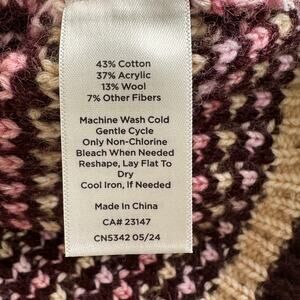 43% Cotton
37% Acrylic
13% Wool
7% Other Fibers
Machine Wash Cold
Gentle Cycle
Only Non-Chlorine
Bleach When Needed
Reshape, Lay Flat To
Dry
Cool Iron, If Needed
Made In China
CA# 23147
CN5342 05/24